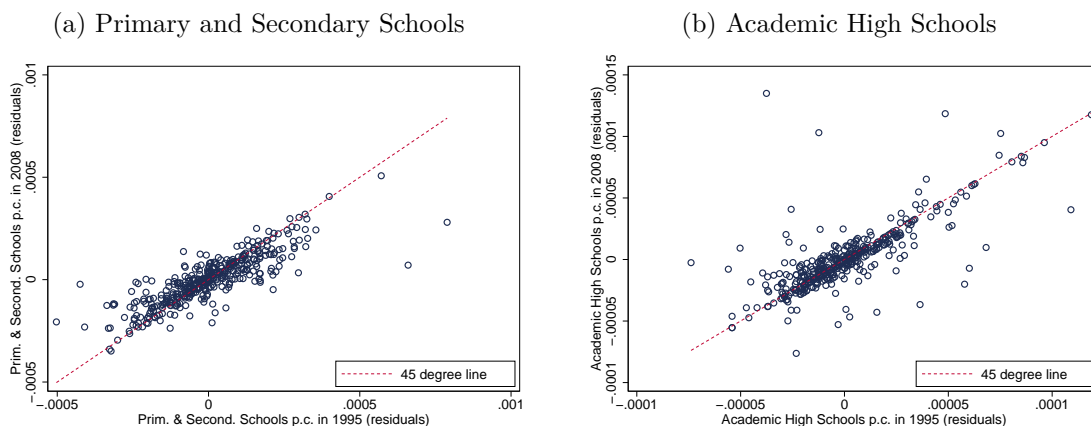 (a) Primary and Secondary Schools
Prim. & Second. Schools p.c. in 2008 (residuals)
.001
.0005
0
-.0005
-.0005
0
.0005
.001
Prim. & Second. Schools p.c. in 1995 (residuals)
45 degree line
(b) Academic High Schools
Academic High Schools p.c. in 2008 (residuals)
.00015
.0001
.00005
0
-.00005
-.0001
-.0001
-.00005
0
.00005
.0001
Academic High Schools p.c. in 1995 (residuals)
45 degree line